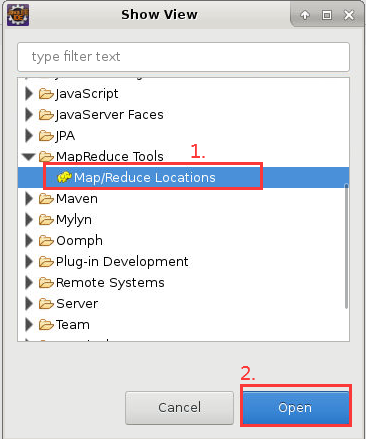 Show View
type filter text
JavaScript
JavaServer Faces
JPA
1.
MapReduce Tools
Map/Reduce Locations
Maven
Mylyn
Oomph
Plug-in Development
Remote Systems
Server
Team
2.
Cancel
Open